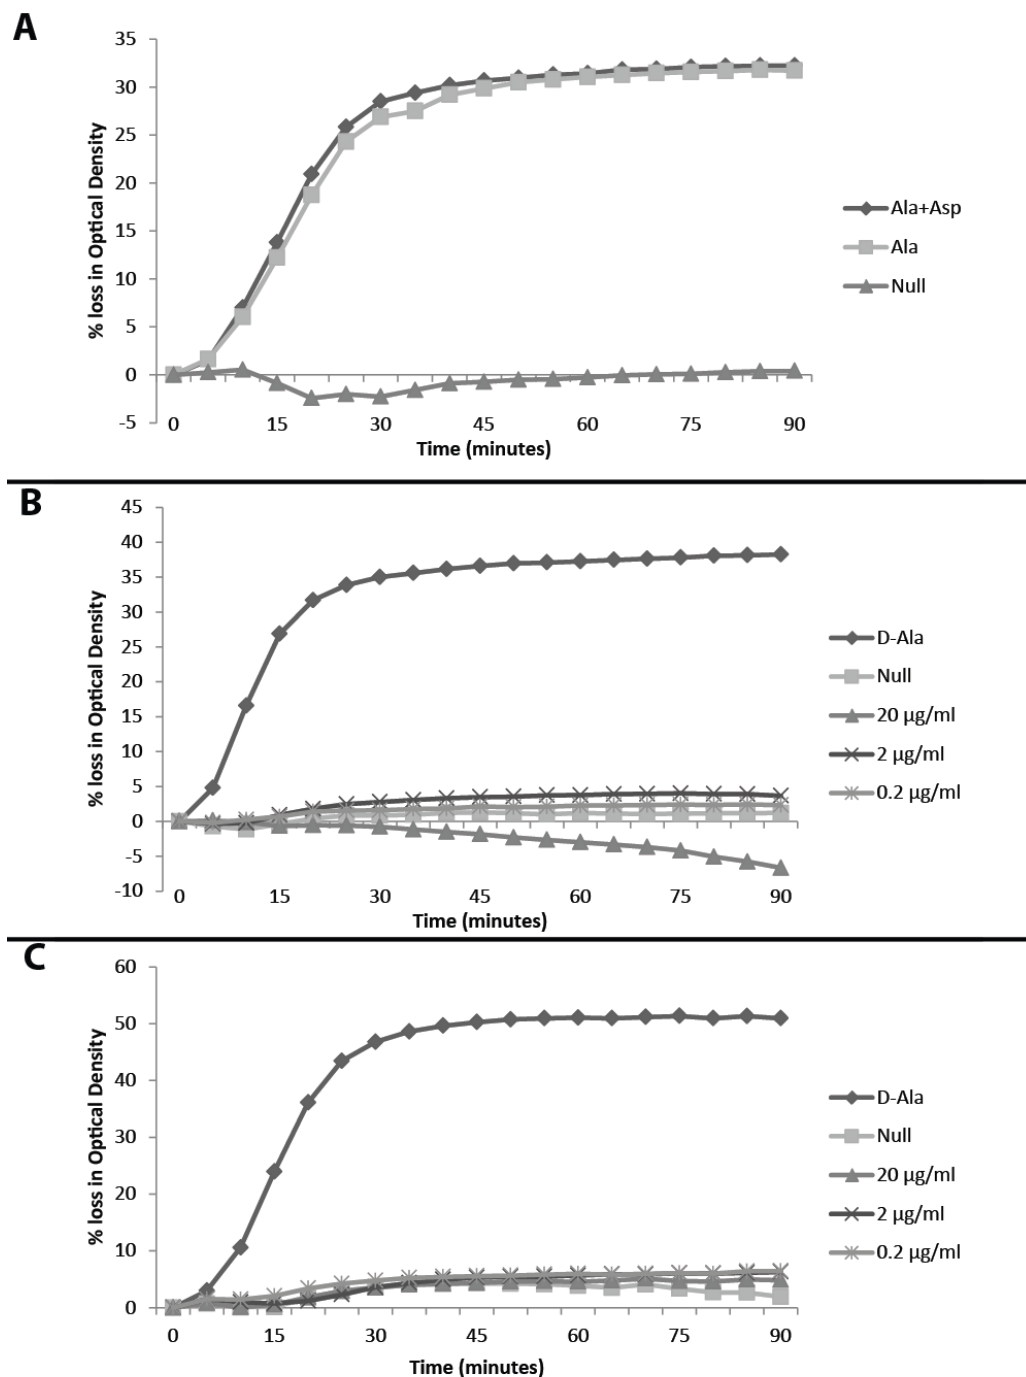 A
% loss in Optical Density
35
30
25
20
15
10
5
0
-5
0 15 30 45 60 75 90
Time (minutes)
Ala+Asp
Ala
Null
B
% loss in Optical Density
45
40
35
30
25
20
15
10
5
0
-5
-10
0 15 30 45 60 75 90
Time (minutes)
D-Ala
Null
20 µg/ml
2 µg/ml
0.2 µg/ml
C
% loss in Optical Density
60
50
40
30
20
10
0
0 15 30 45 60 75 90
Time (minutes)
D-Ala
Null
20 µg/ml
2 µg/ml
0.2 µg/ml